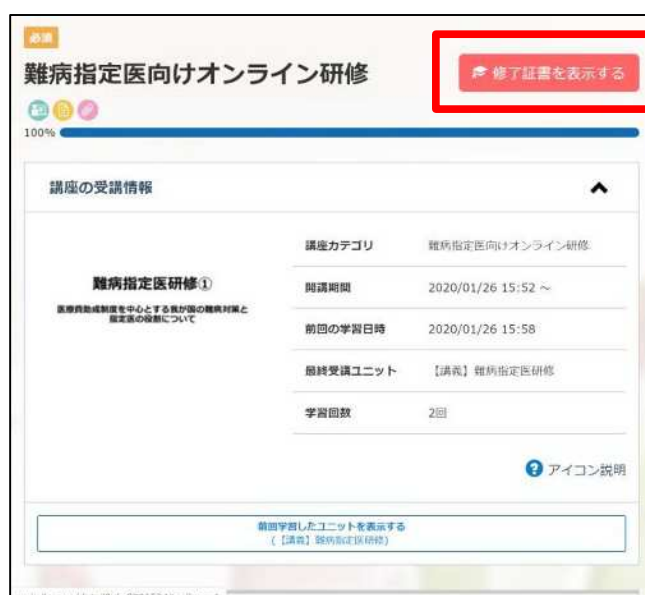 必須
難病指定医向けオンライン研修
修了証書を表示する
100%
講座の受講情報
難病指定医研修①
医療費助成制度を中心とする我が国の難病対策と
指定医の役割について
講座カテゴリ 難病指定医向けオンライン研修
開講期間 2020/01/26 15:52 ～
前回の学習日時 2020/01/26 15:58
最終受講ユニット 【講義】難病指定医研修
学習回数 2回
アイコン説明
前回学習したユニットを表示する
(【講義】難病指定医研修)